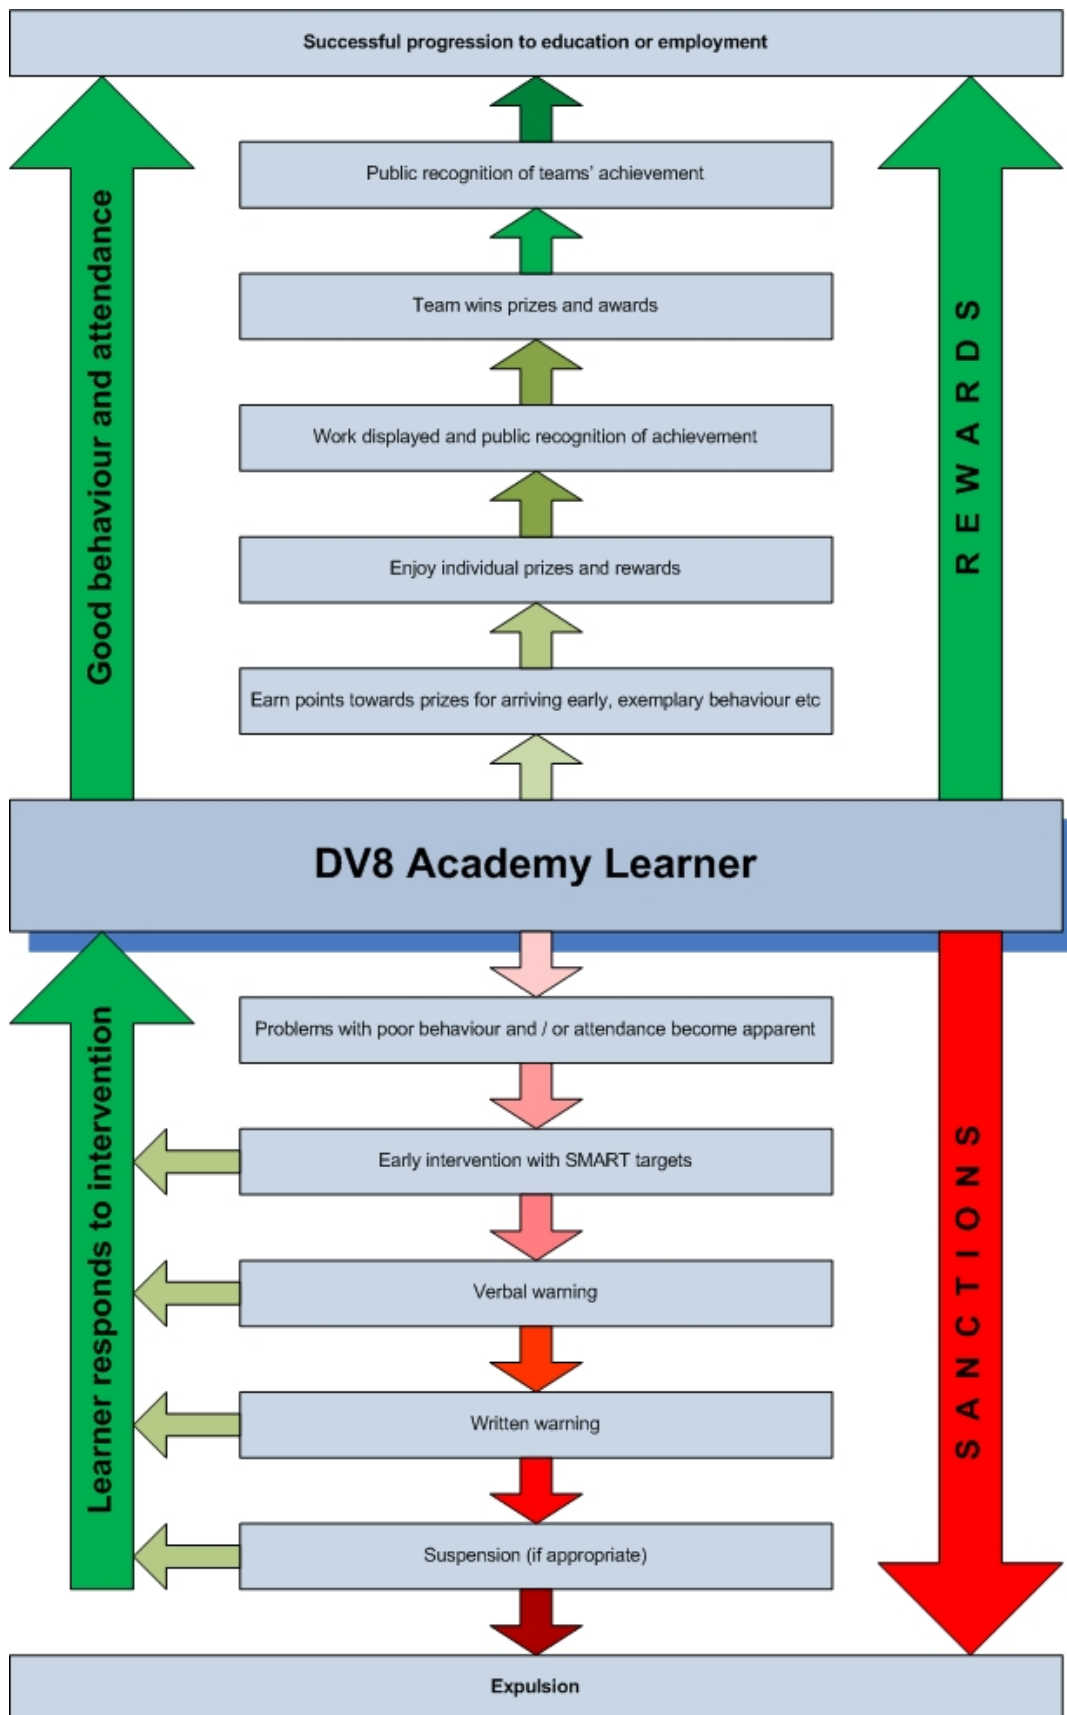 Successful progression to education or employment
Good behaviour and attendance
REWARDS
Public recognition of teams' achievement
Team wins prizes and awards
Work displayed and public recognition of achievement
Enjoy individual prizes and rewards
Earn points towards prizes for arriving early, exemplary behaviour etc
DV8 Academy Learner
Learner responds to intervention
SANCTIONS
Problems with poor behaviour and / or attendance become apparent
Early intervention with SMART targets
Verbal warning
Written warning
Suspension (if appropriate)
Expulsion